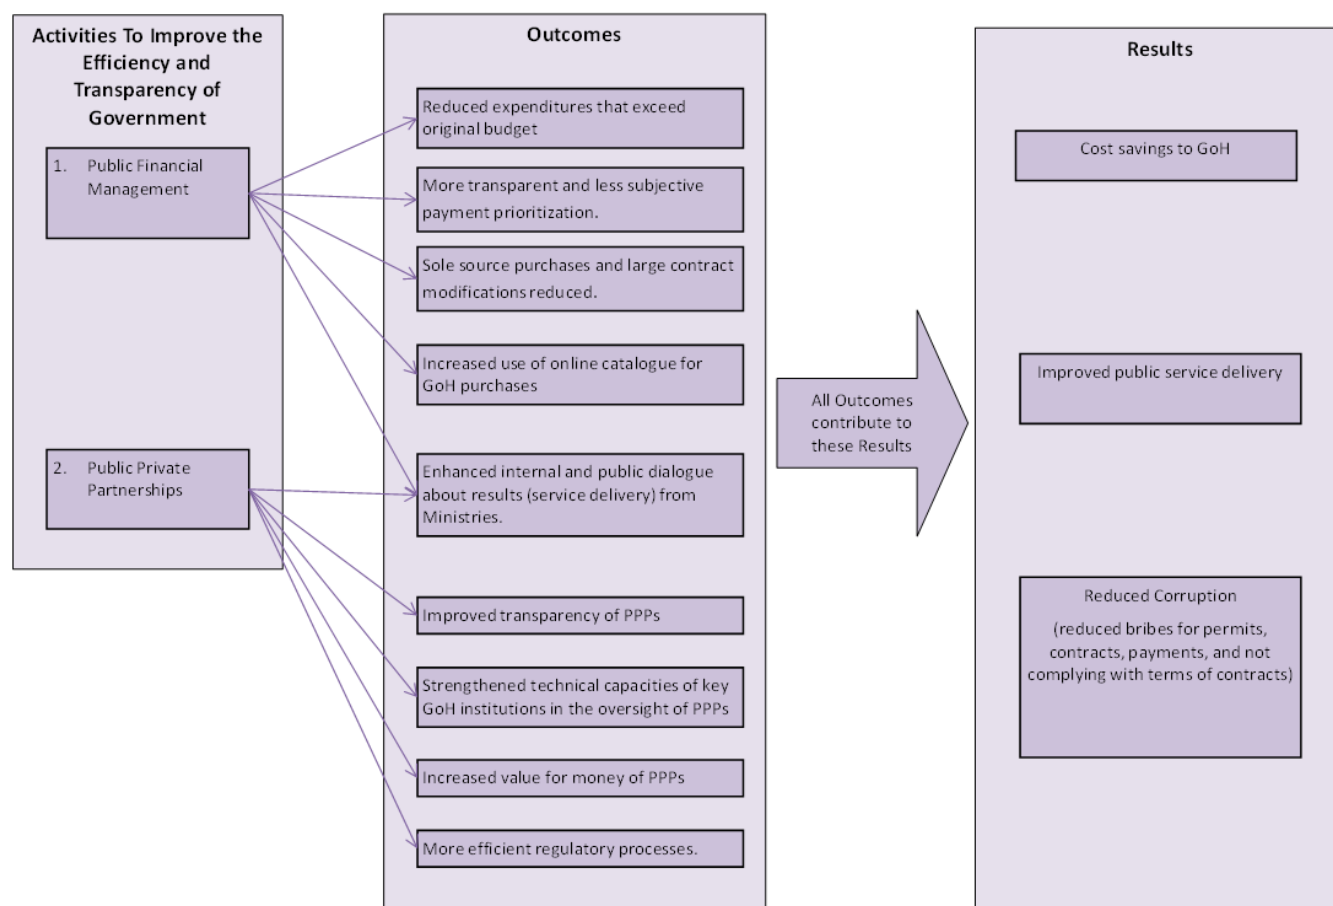 Activities To Improve the
Efficiency and
Transparency of
Government
1. Public Financial
Management
2. Public Private
Partnerships
Outcomes
Reduced expenditures that exceed
original budget
More transparent and less subjective
payment prioritization.
Sole source purchases and large contract
modifications reduced.
Increased use of online catalogue for
GoH purchases
Enhanced internal and public dialogue
about results (service delivery) from
Ministries.
Improved transparency of PPPs
Strengthened technical capacities of key
GoH institutions in the oversight of PPPs
Increased value for money of PPPs
More efficient regulatory processes.
All Outcomes
contribute to
these Results
Results
Cost savings to GoH
Improved public service delivery
Reduced Corruption
(reduced bribes for permits,
contracts, payments, and not
complying with terms of contracts)